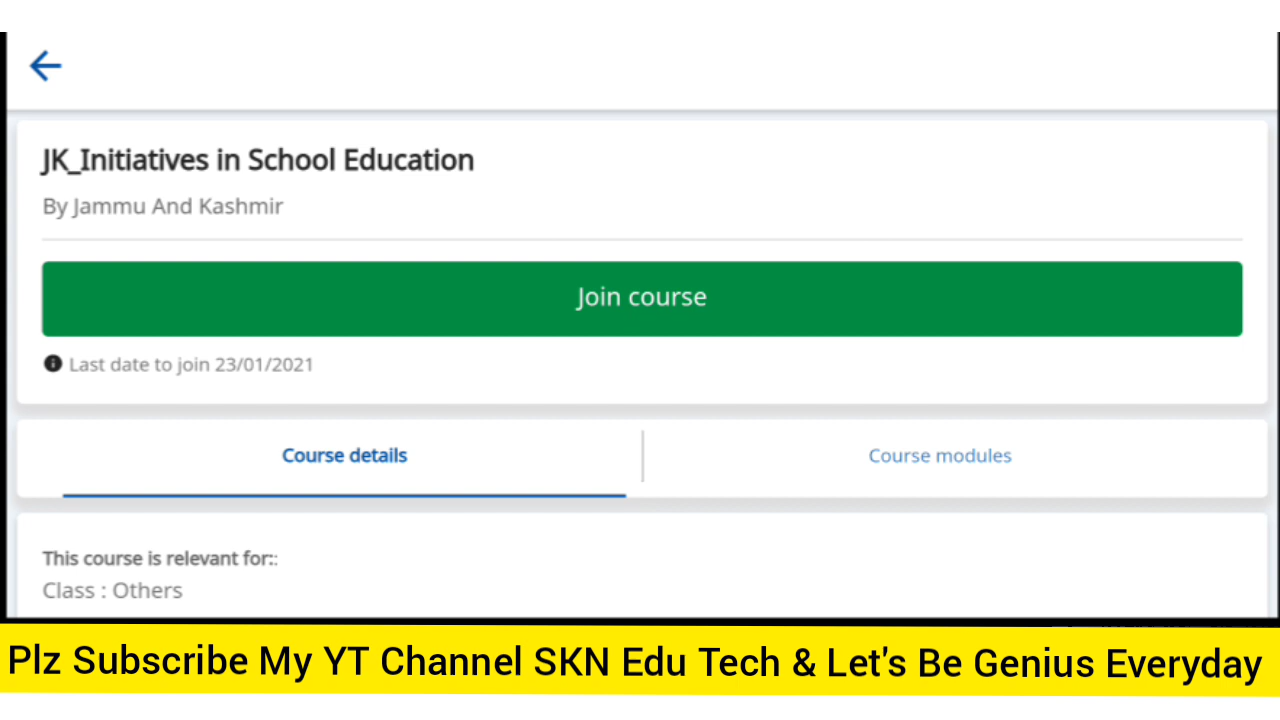 JK_Initiatives in School Education
By Jammu And Kashmir
Join course
Last date to join 23/01/2021
Course details
Course modules
This course is relevant for::
Class : Others
Plz Subscribe My YT Channel SKN Edu Tech & Let's Be Genius Everyday